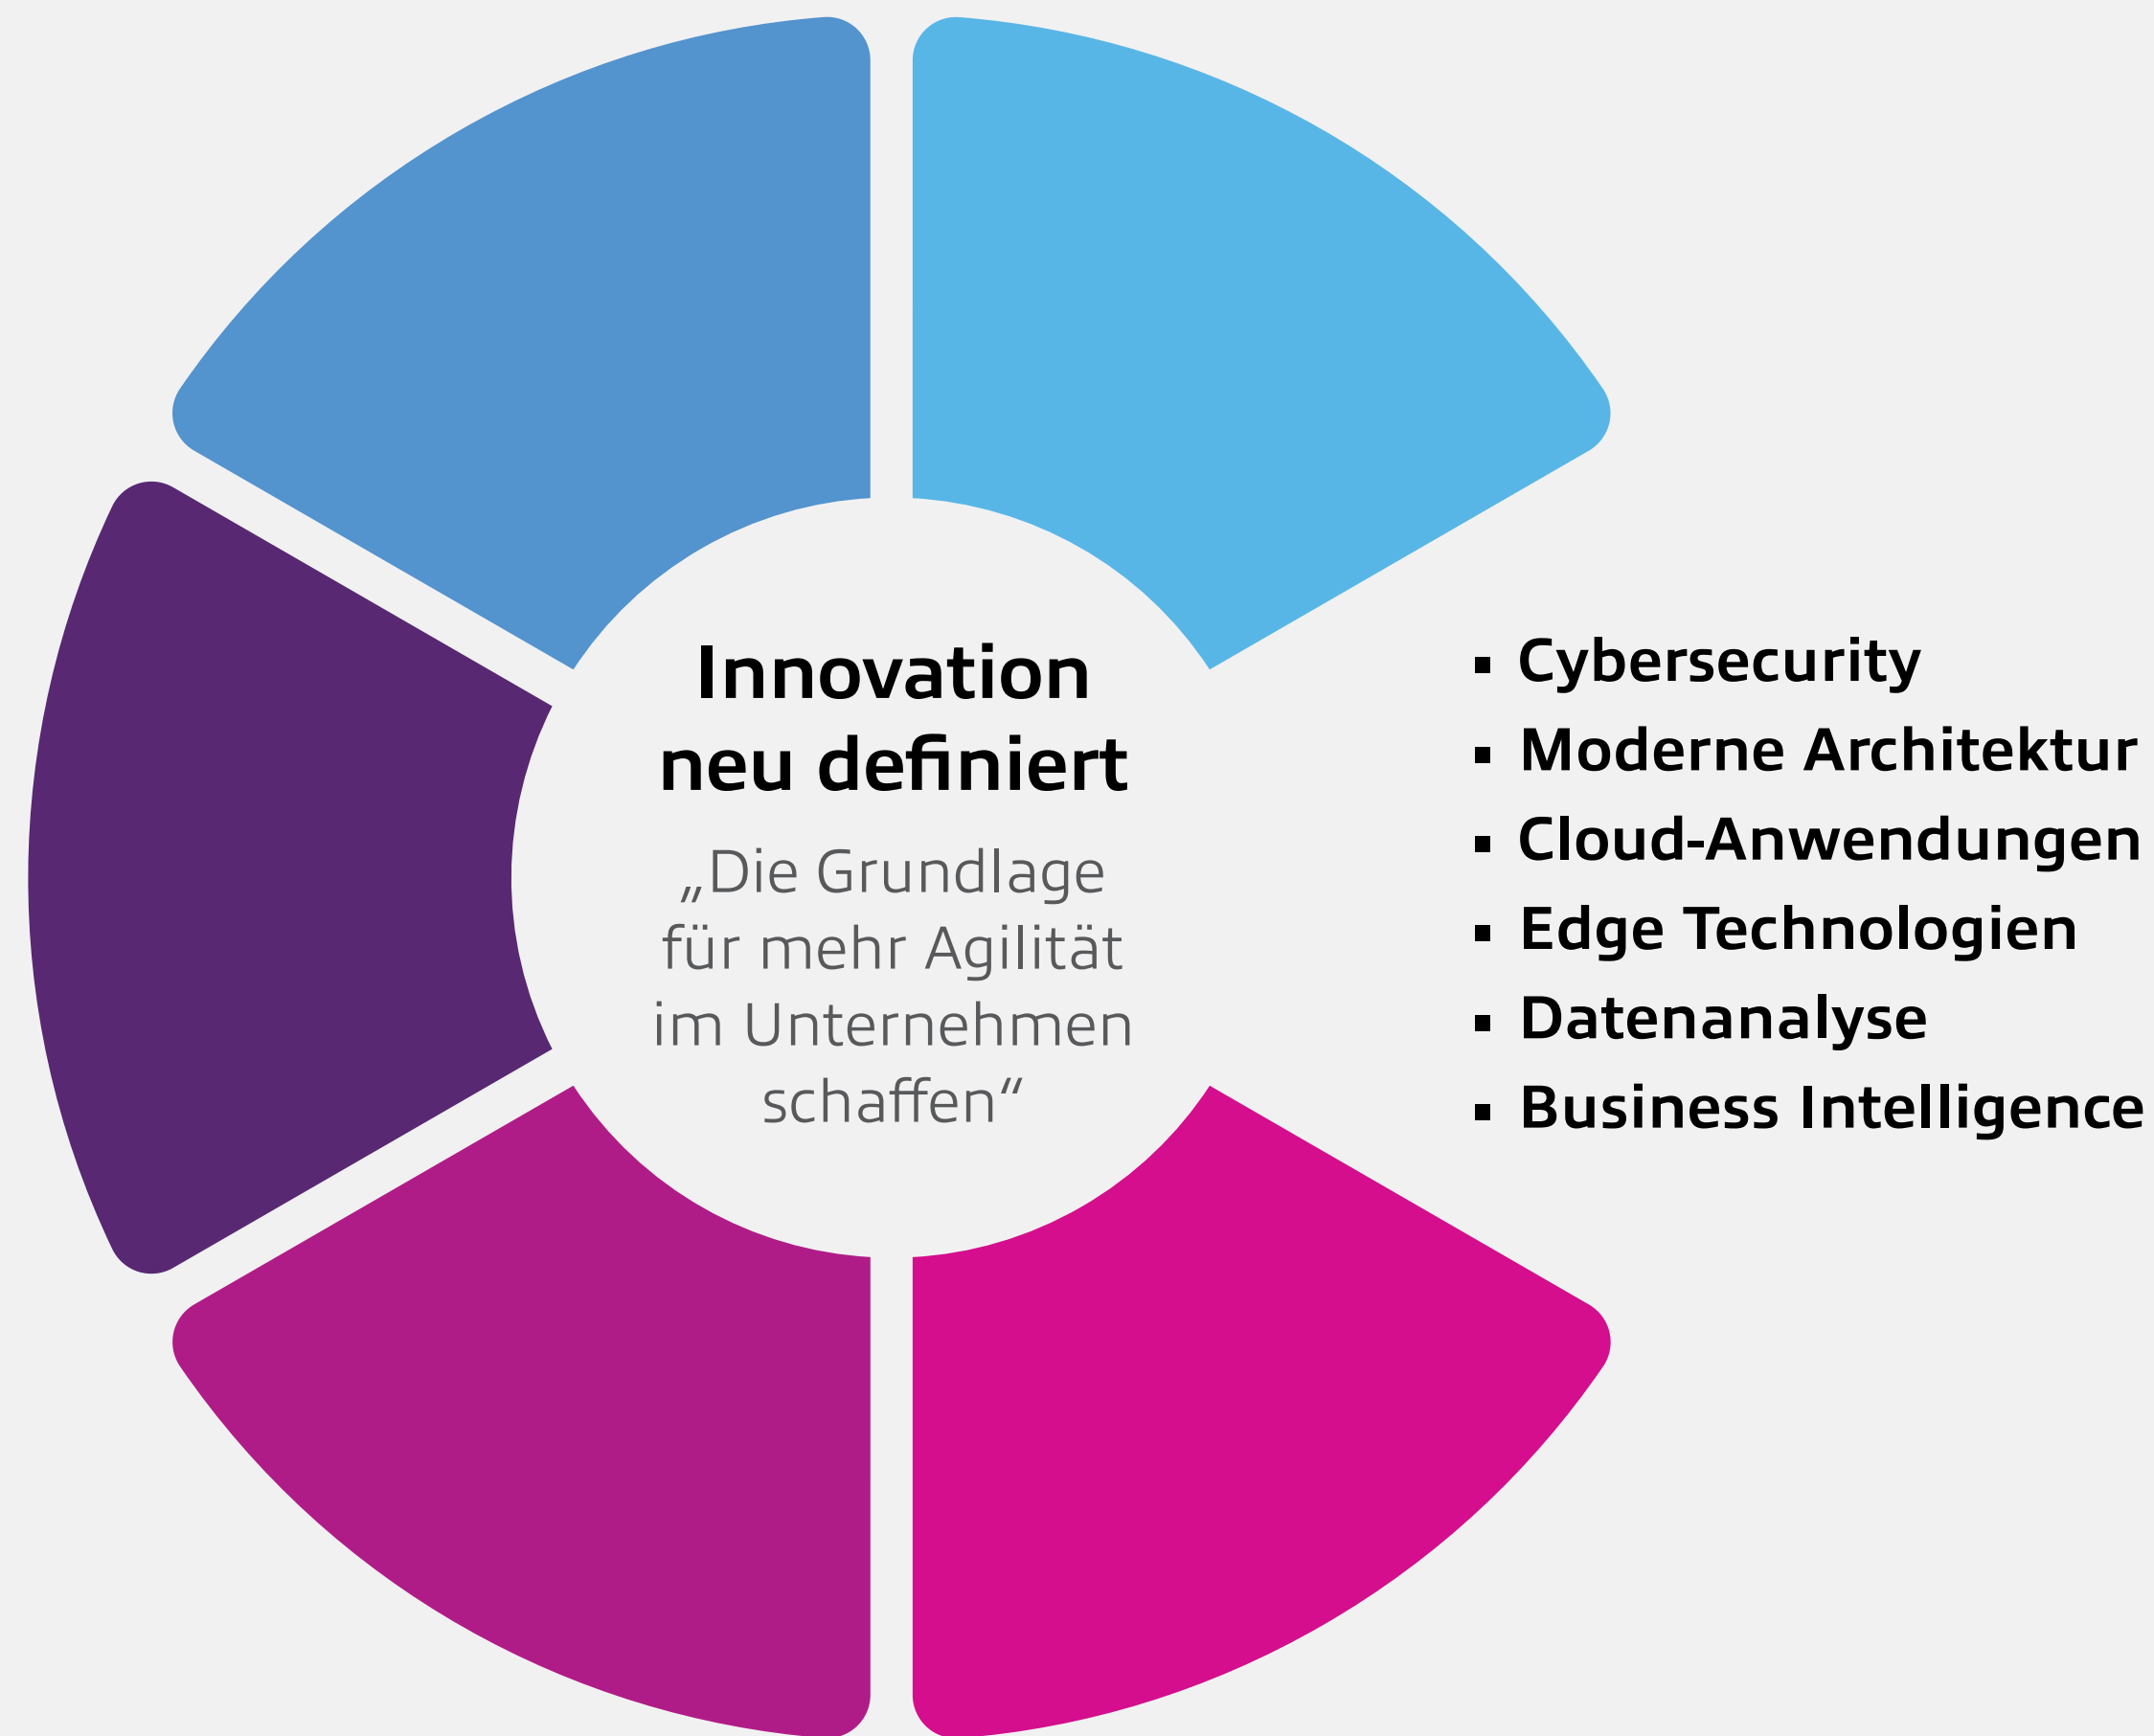 Innovation
neu definiert
„Die Grundlage
für mehr Agilität
im Unternehmen
schaffen“
▪ Cybersecurity
▪ Moderne Architektur
▪ Cloud-Anwendungen
▪ Edge Technologien
▪ Datenanalyse
▪ Business Intelligence